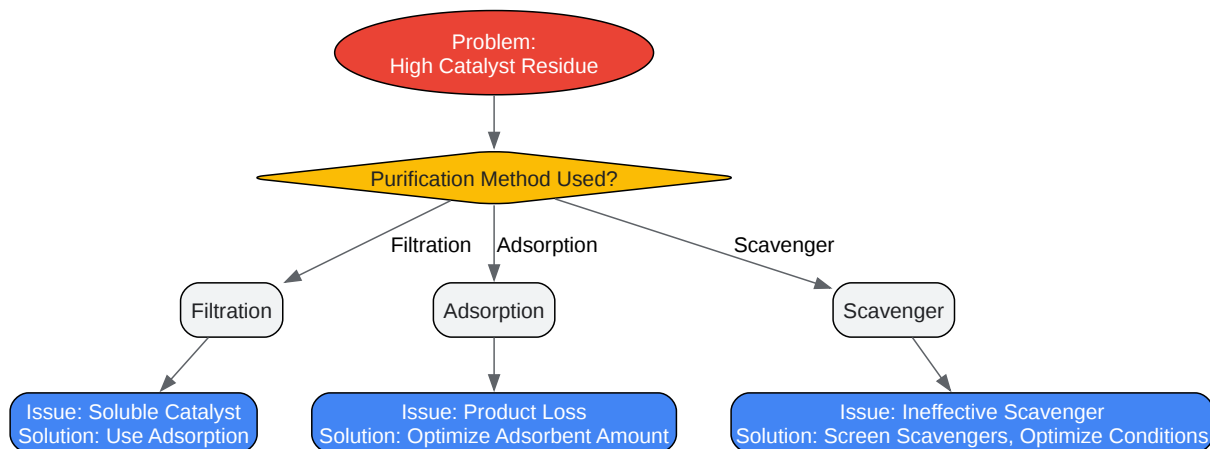 Problem:
High Catalyst Residue
Purification Method Used?
Filtration
Adsorption
Scavenger
Filtration
Adsorption
Scavenger
Issue: Soluble Catalyst
Solution: Use Adsorption
Issue: Product Loss
Solution: Optimize Adsorbent Amount
Issue: Ineffective Scavenger
Solution: Screen Scavengers, Optimize Conditions